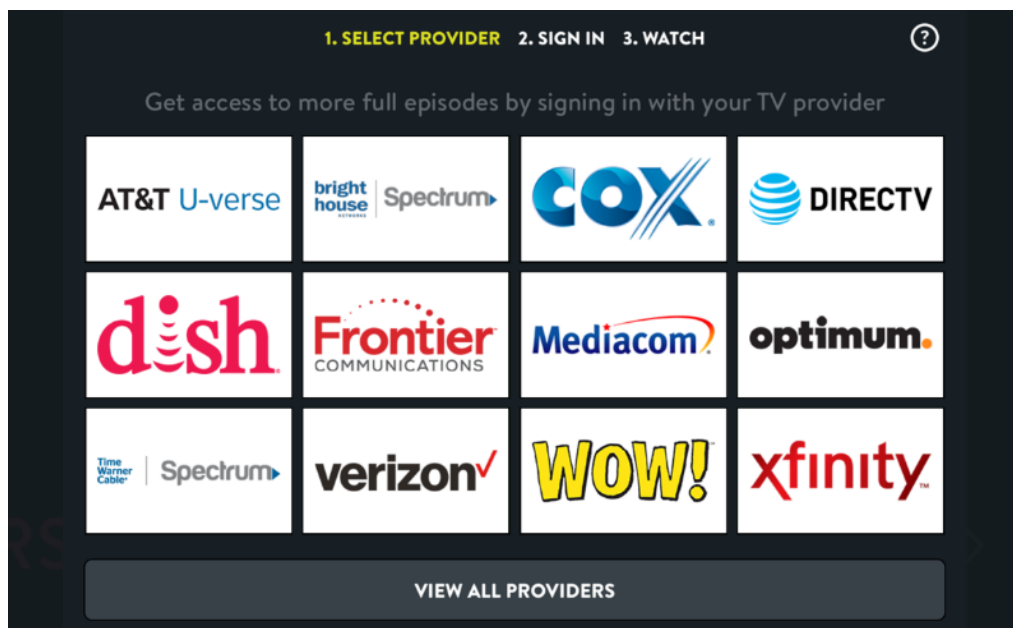 1. SELECT PROVIDER 2. SIGN IN 3. WATCH ?
Get access to more full episodes by signing in with your TV provider
AT&T U-verse
bright house NETWORKS Spectrum
COX
DIRECTV
dish
Frontier
COMMUNICATIONS
Mediacom
optimum.
Time
Warner
Cable
Spectrum
verizon
WOW!
xfinity
RS
VIEW ALL PROVIDERS